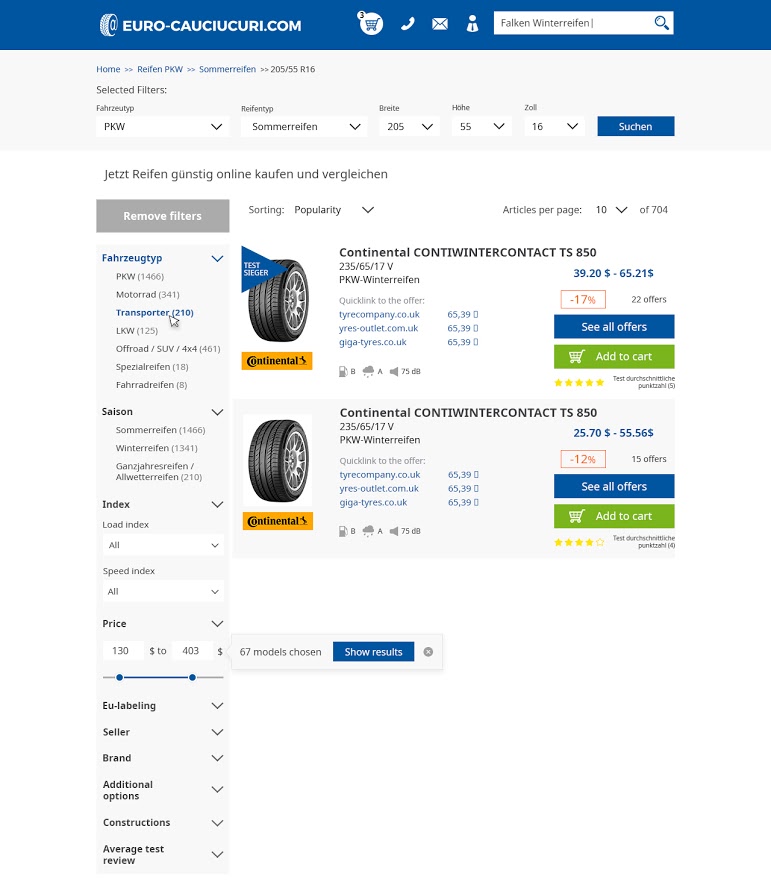 3
EURO-CAUCIUCURI.COM
Falken Winterreifen|
Home >> Reifen PKW >> Sommerreifen >> 205/55 R16
Selected Filters:
Fahrzeutyp
Reifentyp
Breite
Höhe
Zoll
PKW
Sommerreifen
205
55
16
Suchen
Jetzt Reifen günstig online kaufen und vergleichen
Remove filters
Sorting: Popularity
Articles per page: 10 of 704
Fahrzeugtyp
PKW (1466)
Motorrad (341)
Transporter (210)
LKW (125)
Offroad / SUV / 4x4 (461)
Spezialreifen (18)
Fahrradreifen (8)
Saison
Sommerreifen (1466)
Winterreifen (1341)
Ganzjahresreifen /
Allwetterreifen (210)
Index
Load index
All
Speed index
All
Price
130 $ to 403 $
67 models chosen
Show results
Eu-labeling
Seller
Brand
Additional
options
Constructions
Average test
review
TEST
SIEGER
Continental
Continental CONTIWINTERCONTACT TS 850
235/65/17 V
PKW-Winterreifen
Quicklink to the offer:
tyrecompany.co.uk 65,39
yres-outlet.com.uk 65,39
giga-tyres.co.uk 65,39
B A 75 dB
39.20 $ - 65.21$
-17% 22 offers
See all offers
Add to cart
Test durchschnittliche
punktzahl (5)
Continental
Continental CONTIWINTERCONTACT TS 850
235/65/17 V
PKW-Winterreifen
Quicklink to the offer:
tyrecompany.co.uk 65,39
yres-outlet.com.uk 65,39
giga-tyres.co.uk 65,39
B A 75 dB
25.70 $ - 55.56$
-12% 15 offers
See all offers
Add to cart
Test durchschnittliche
punktzahl (4)